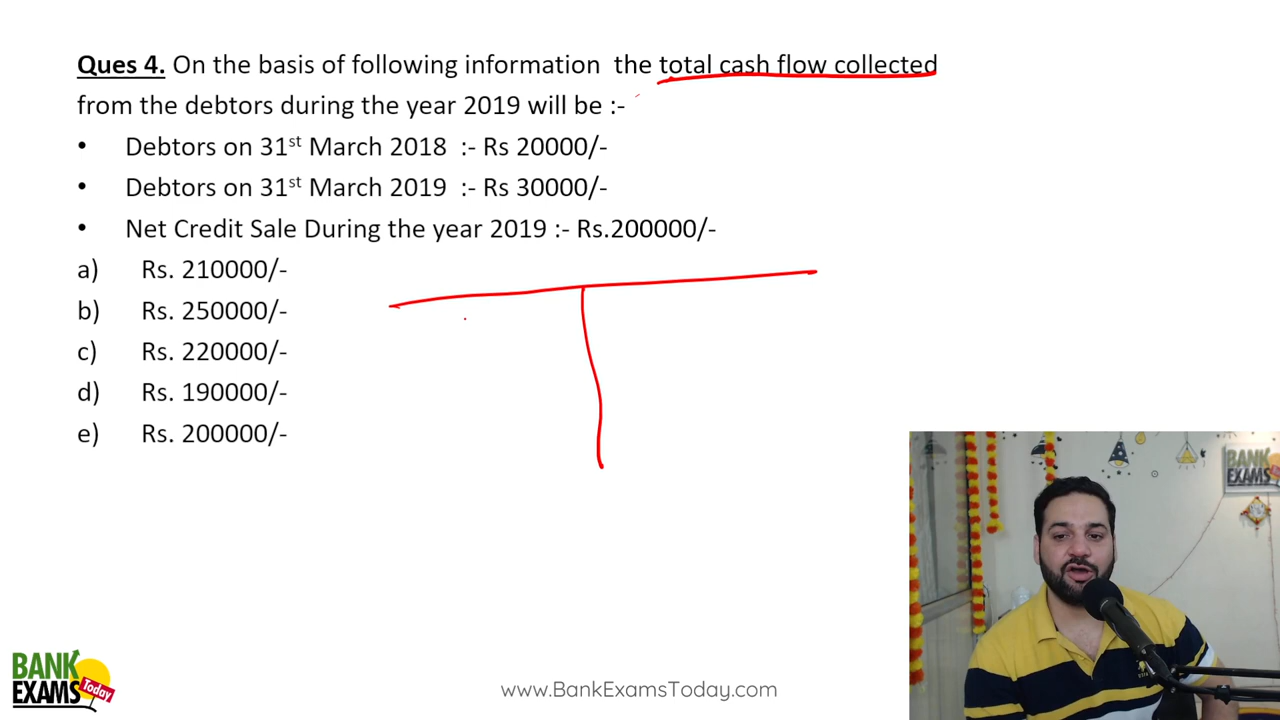 Ques 4. On the basis of following information the total cash flow collected
from the debtors during the year 2019 will be :-
• Debtors on 31st March 2018 :- Rs 20000/-
• Debtors on 31st March 2019 :- Rs 30000/-
• Net Credit Sale During the year 2019 :- Rs.200000/-
a) Rs. 210000/-
b) Rs. 250000/-
c) Rs. 220000/-
d) Rs. 190000/-
e) Rs. 200000/-
BANK
EXAMS
BANK
EXAMS
Today
www.BankExamsToday.com